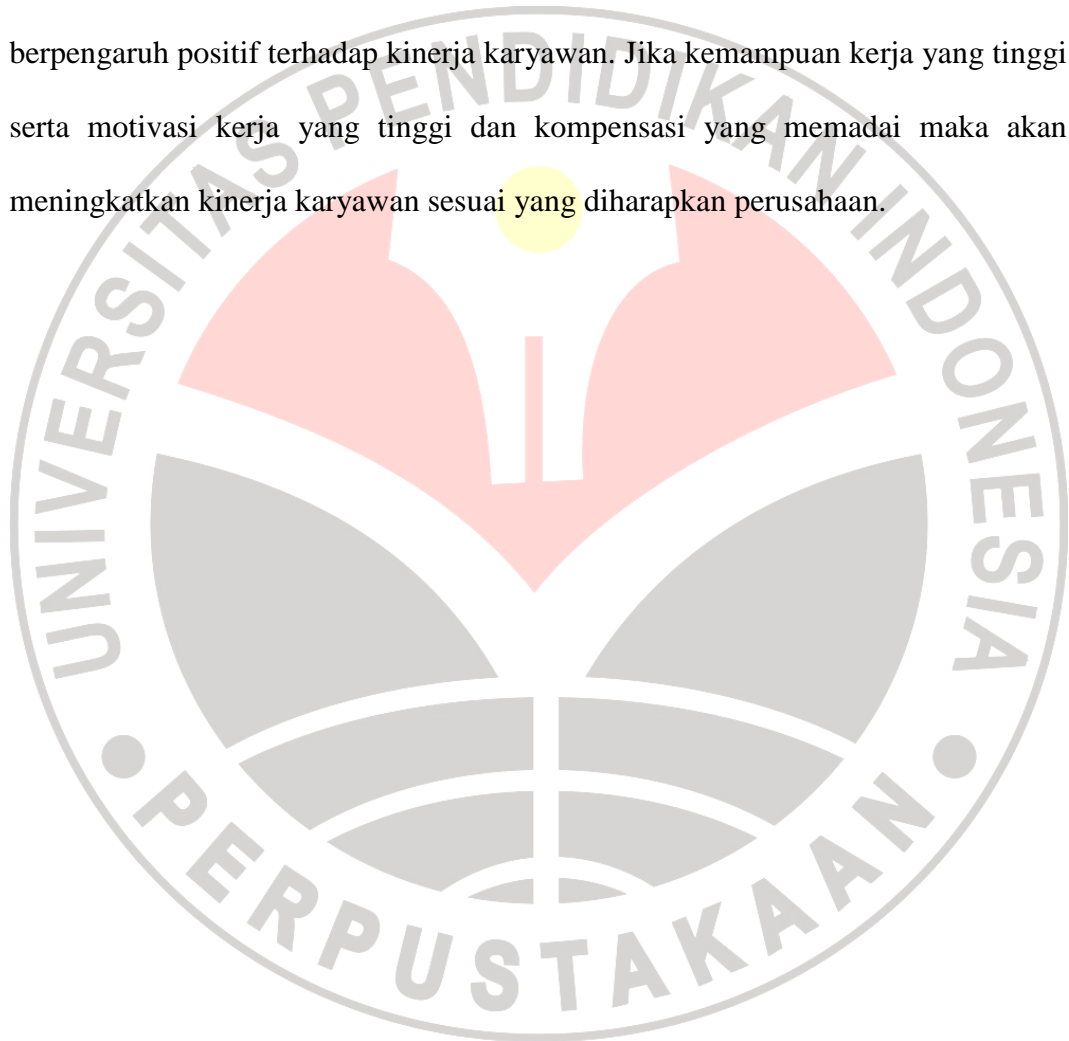 berpengaruh positif terhadap kinerja karyawan. Jika kemampuan kerja yang tinggi
serta motivasi kerja yang tinggi dan kompensasi yang memadai maka akan
meningkatkan kinerja karyawan sesuai yang diharapkan perusahaan.
UNIVERSITAS PENDIDIKAN INDONESIA
PERPUSTAKAAN